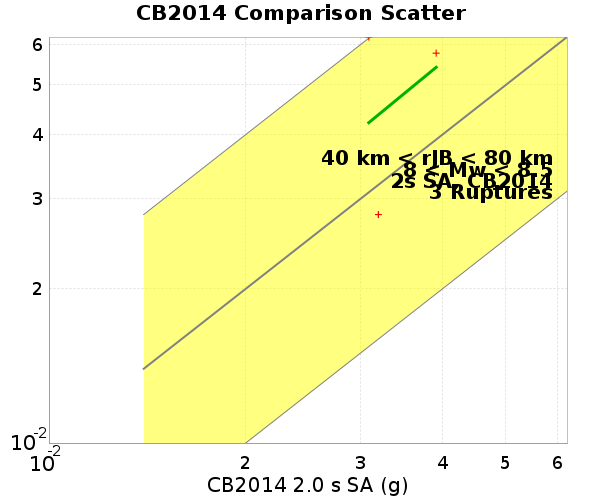 CB2014 Comparison Scatter
6
5
4
3
2
10-2
40 km < rJB < 80 km
8 < Mw < 8.5
2s SA, CB2014
3 Ruptures
10-2
2
3
4
5
6
CB2014 2.0 s SA (g)